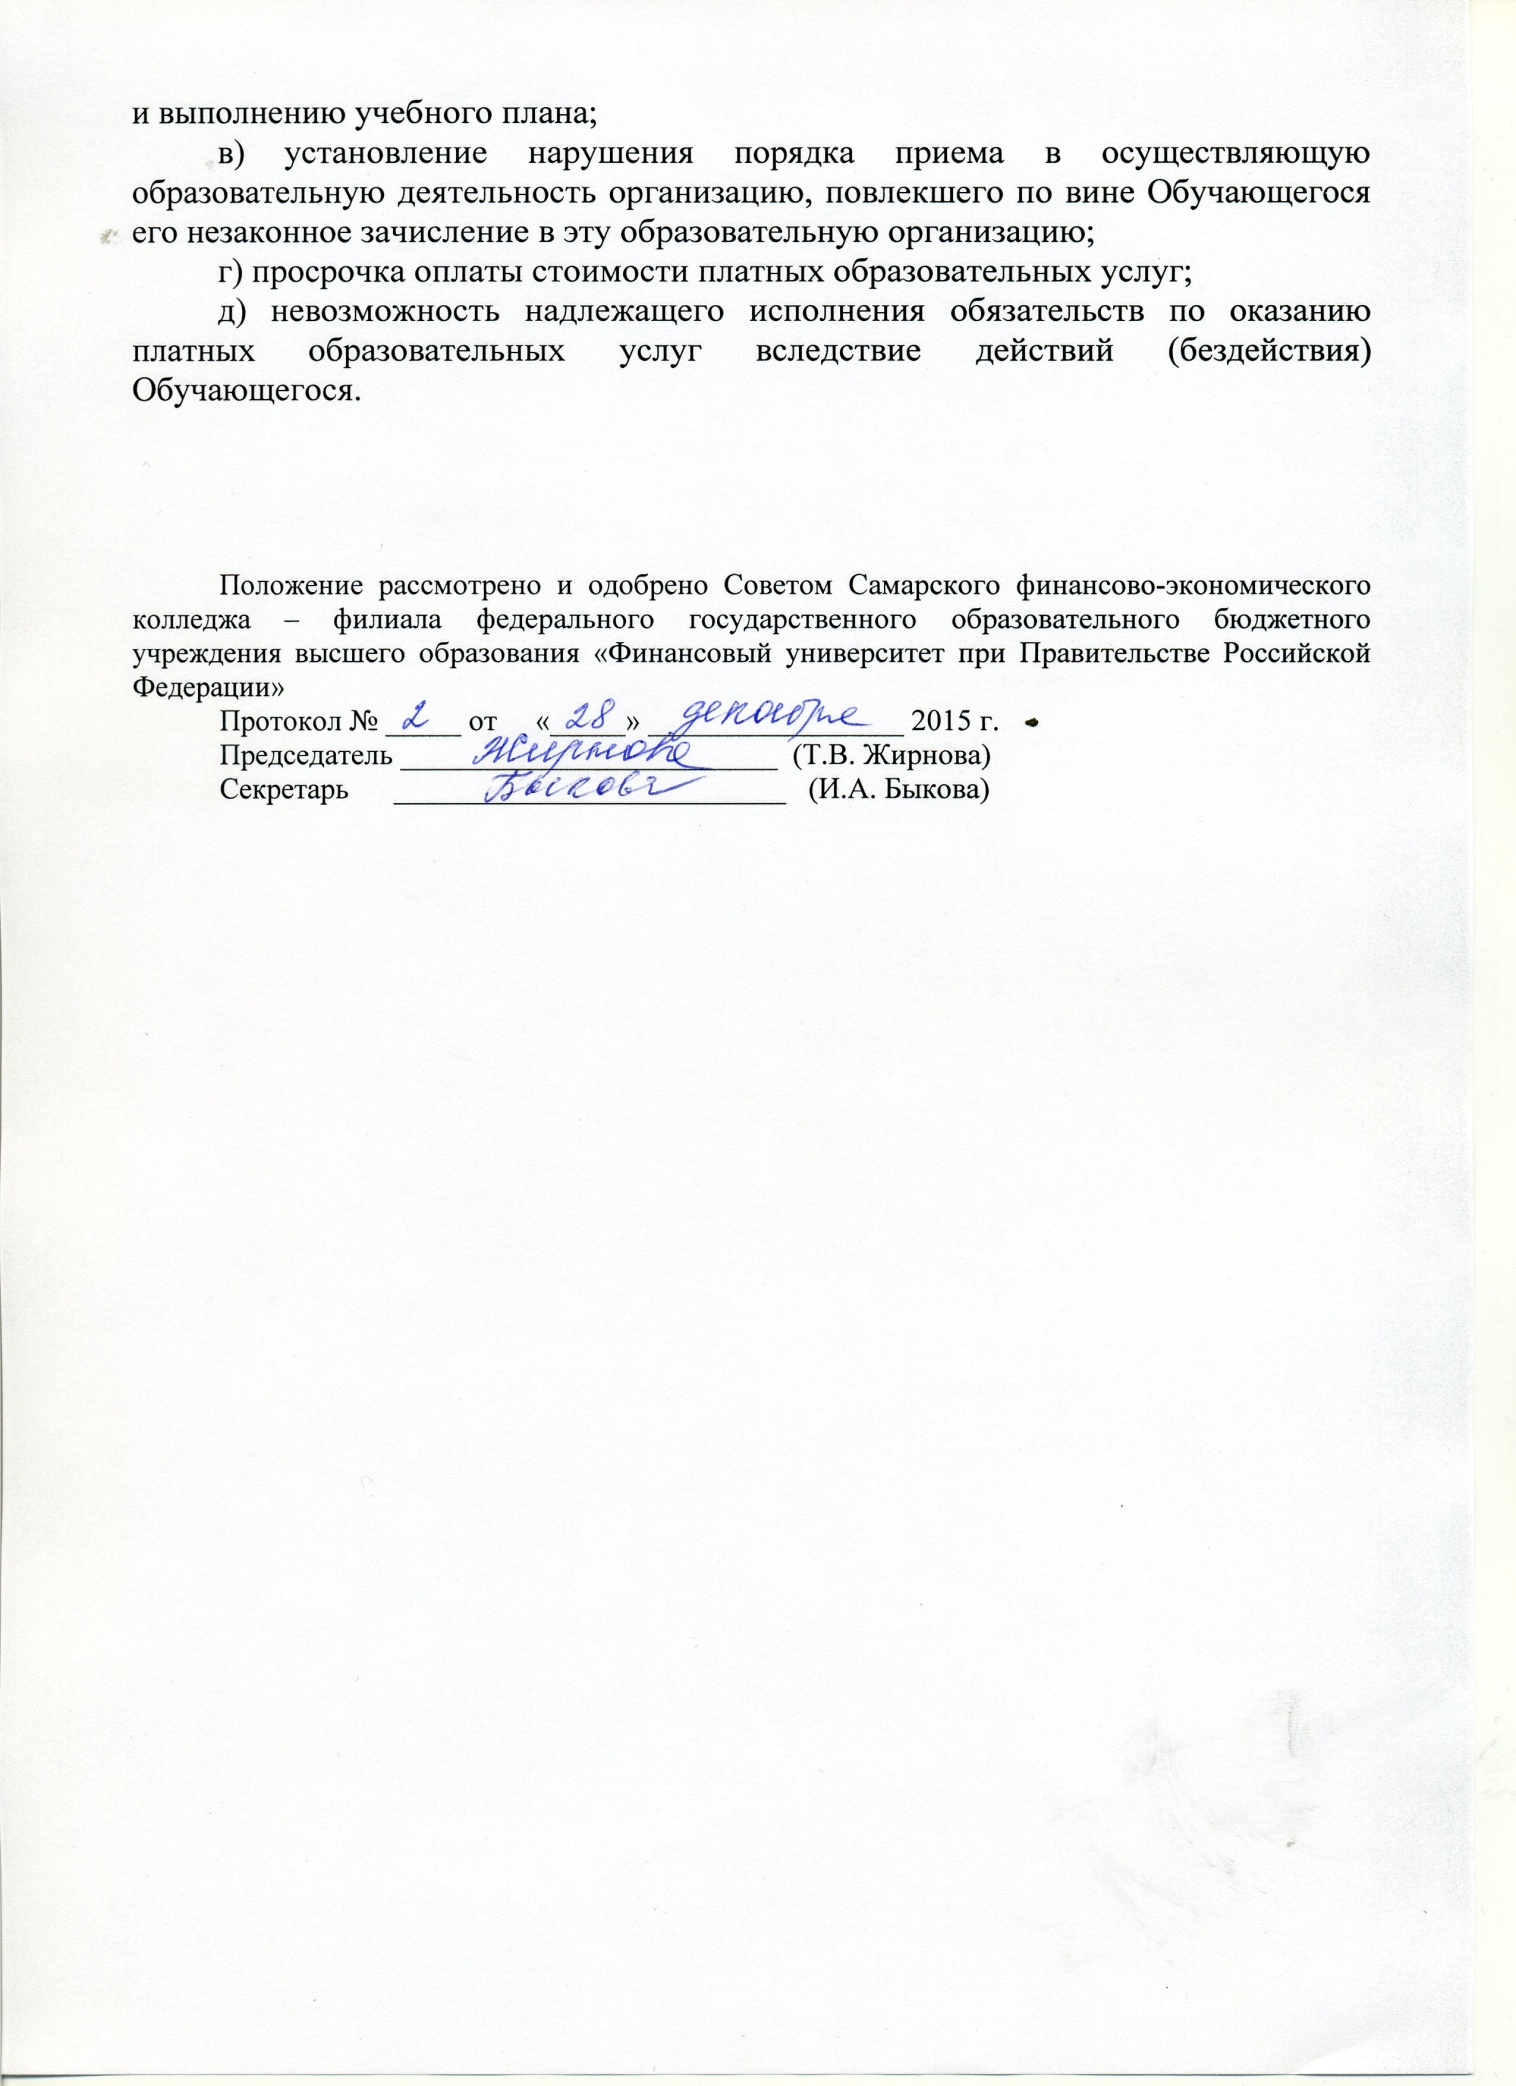 и выполнению учебного плана;
в) установление нарушения порядка приема в осуществляющую
образовательную деятельность организацию, повлекшего по вине Обучающегося
его незаконное зачисление в эту образовательную организацию;
г) просрочка оплаты стоимости платных образовательных услуг;
д) невозможность надлежащего исполнения обязательств по оказанию
платных образовательных услуг вследствие действий (бездействия)
Обучающегося.
Положение рассмотрено и одобрено Советом Самарского финансово-экономического
колледжа – филиала федерального государственного образовательного бюджетного
учреждения высшего образования «Финансовый университет при Правительстве Российской
Федерации»
Протокол № 2 от «28» декабря 2015 г.
Председатель Жирнова (Т.В. Жирнова)
Секретарь Быкова (И.А. Быкова)